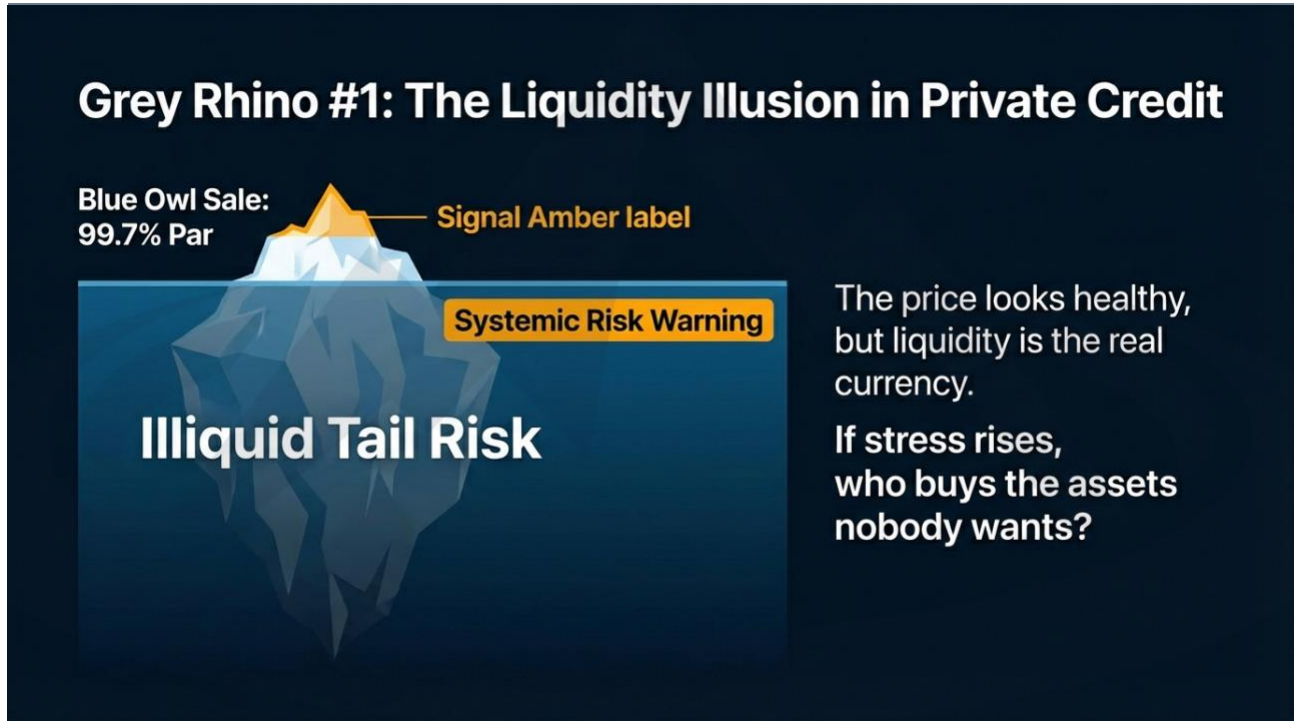 Grey Rhino #1: The Liquidity Illusion in Private Credit
Blue Owl Sale:
99.7% Par
Signal Amber label
Systemic Risk Warning
Illiquid Tail Risk
The price looks healthy,
but liquidity is the real
currency.
If stress rises,
who buys the assets
nobody wants?